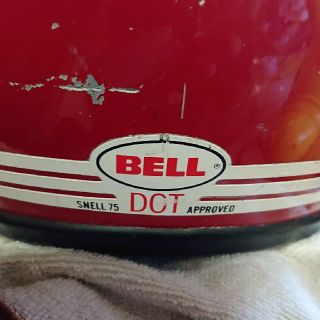 BELL
SNELL 75 DOT APPROVED